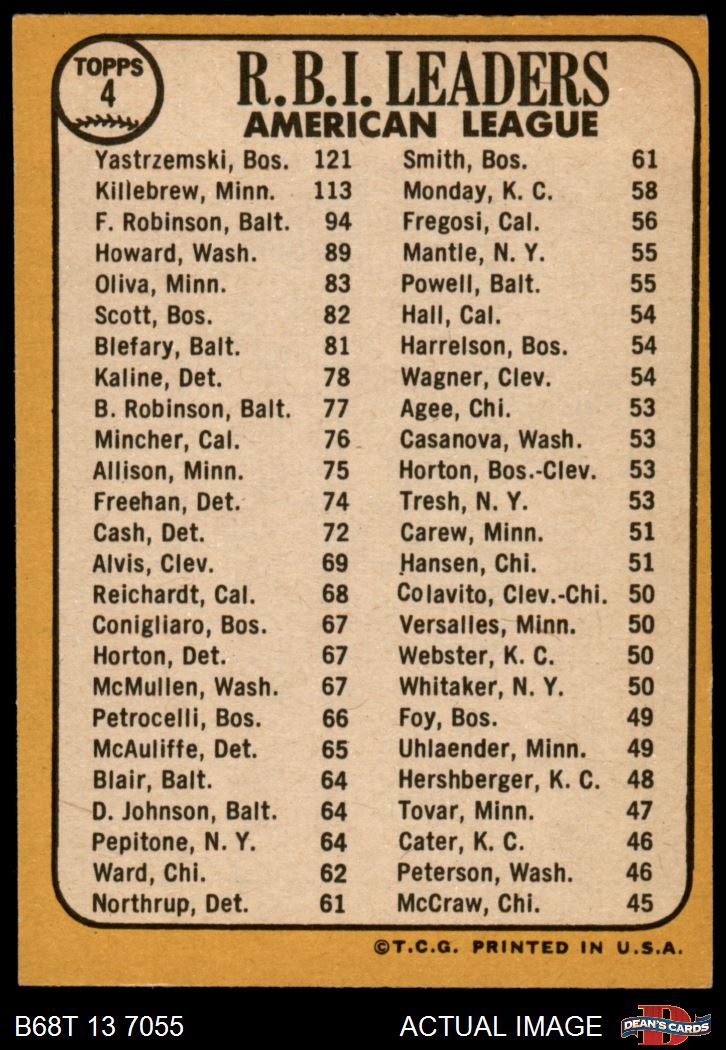 TOPPS
4
R.B.I. LEADERS
AMERICAN LEAGUE
Yastrzemski, Bos. 121
Killebrew, Minn. 113
F. Robinson, Balt. 94
Howard, Wash. 89
Oliva, Minn. 83
Scott, Bos. 82
Blefary, Balt. 81
Kaline, Det. 78
B. Robinson, Balt. 77
Mincher, Cal. 76
Allison, Minn. 75
Freehan, Det. 74
Cash, Det. 72
Alvis, Clev. 69
Reichardt, Cal. 68
Conigliaro, Bos. 67
Horton, Det. 67
McMullen, Wash. 67
Petrocelli, Bos. 66
McAuliffe, Det. 65
Blair, Balt. 64
D. Johnson, Balt. 64
Pepitone, N. Y. 64
Ward, Chi. 62
Northrup, Det. 61
Smith, Bos. 61
Monday, K. C. 58
Fregosi, Cal. 56
Mantle, N. Y. 55
Powell, Balt. 55
Hall, Cal. 54
Harrelson, Bos. 54
Wagner, Clev. 54
Agee, Chi. 53
Casanova, Wash. 53
Horton, Bos.-Clev. 53
Tresh, N. Y. 53
Carew, Minn. 51
Hansen, Chi. 51
Colavito, Clev.-Chi. 50
Versalles, Minn. 50
Webster, K. C. 50
Whitaker, N. Y. 50
Foy, Bos. 49
Uhlaender, Minn. 49
Hershberger, K. C. 48
Tovar, Minn. 47
Cater, K. C. 46
Peterson, Wash. 46
McCraw, Chi. 45
©T.C.G. PRINTED IN U.S.A.
B68T 13 7055
ACTUAL IMAGE
D
DEAN'S CARDS